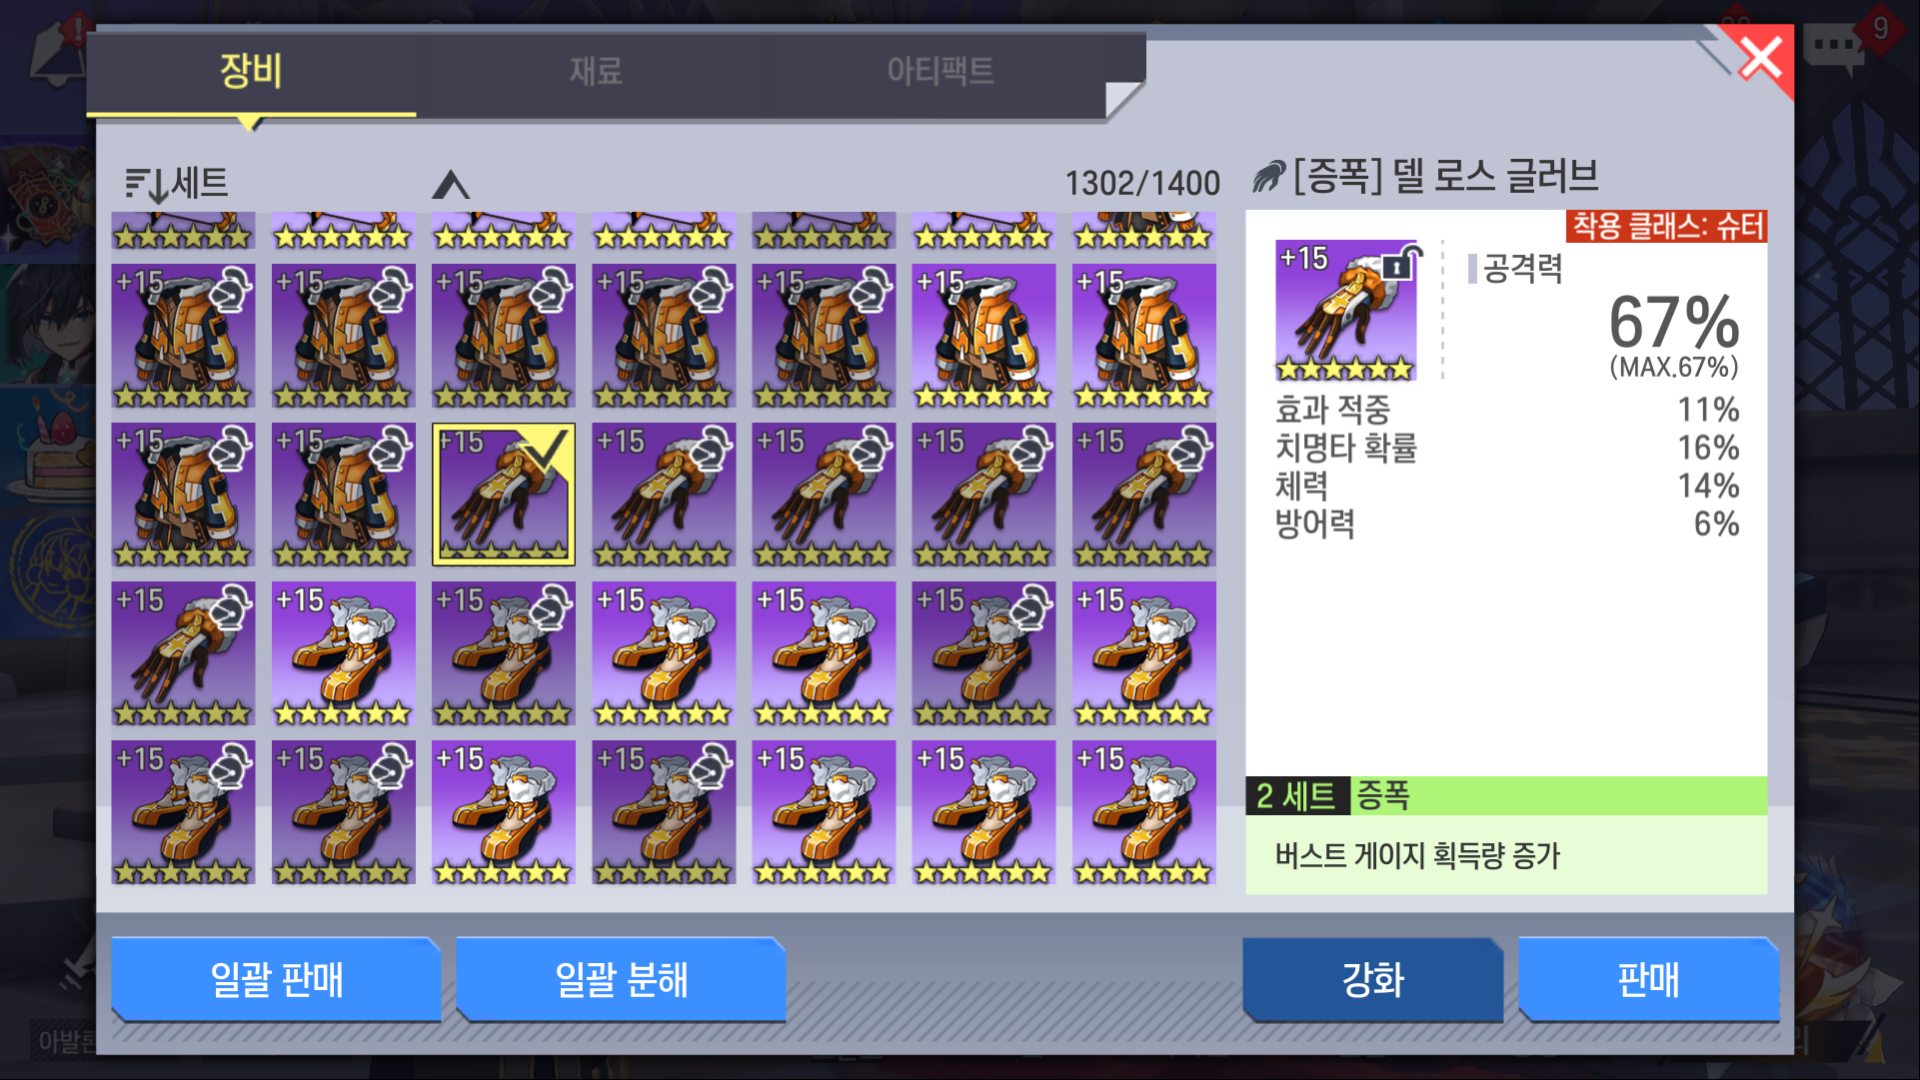 장비
재료
아티팩트
9
세트
1302/1400
[증폭] 델 로스 글러브
착용 클래스: 슈터
+15
공격력
67%
(MAX.67%)
효과 적중 11%
치명타 확률 16%
체력 14%
방어력 6%
+15 +15 +15 +15 +15 +15 +15
+15 +15 +15 +15 +15 +15 +15
+15 +15 +15 +15 +15 +15 +15
+15 +15 +15 +15 +15 +15 +15
2 세트 증폭
버스트 게이지 획득량 증가
일괄 판매
일괄 분해
강화
판매
아발론